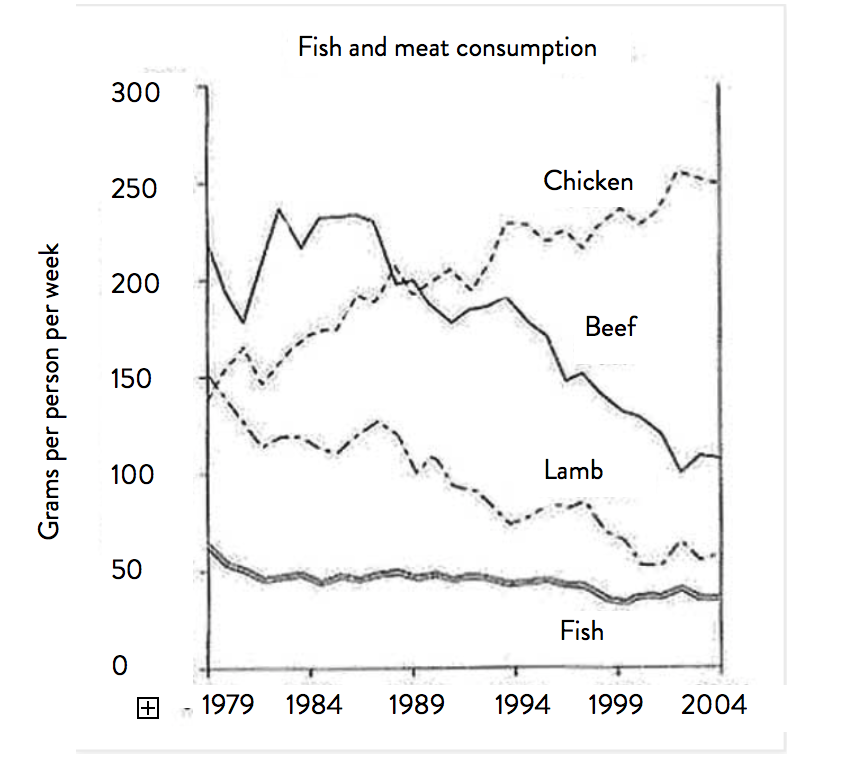 Fish and meat consumption
300
250
200
150
100
50
0
Grams per person per week
Chicken
Beef
Lamb
Fish
1979 1984 1989 1994 1999 2004